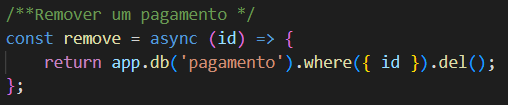 /**Remover um pagamento */
const remove = async (id) => {
    return app.db('pagamento').where({ id }).del();
};